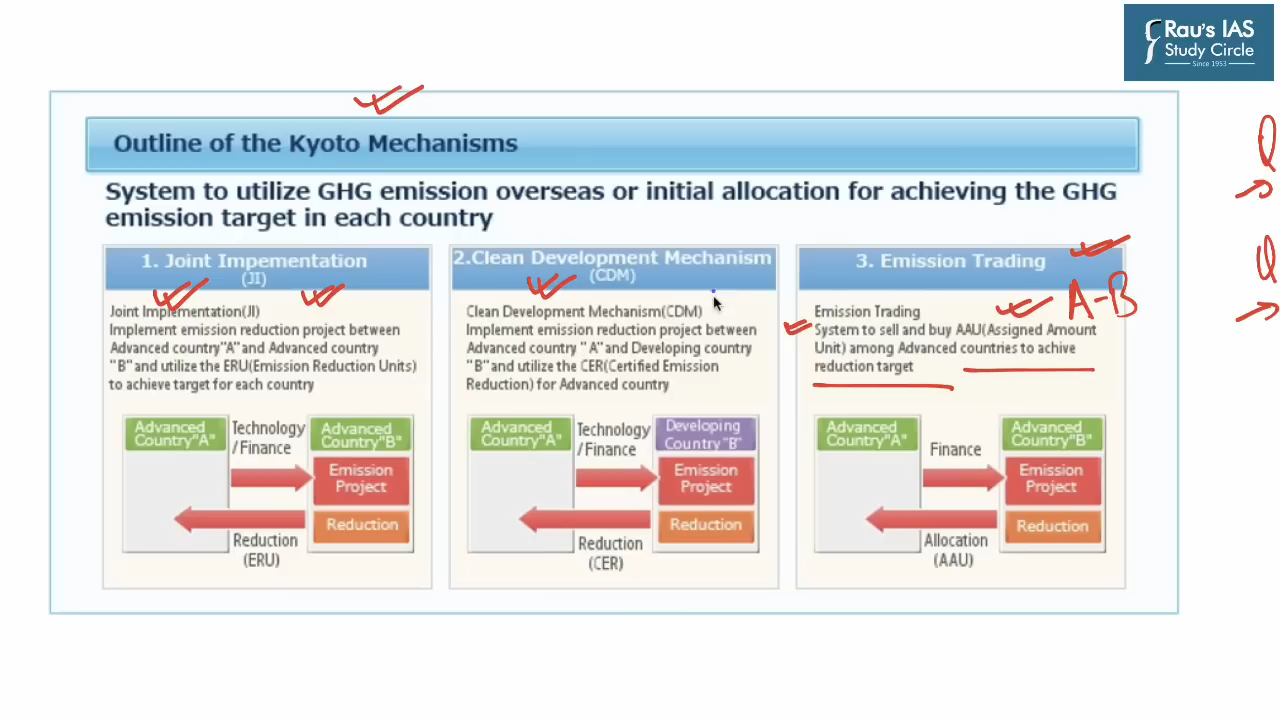 Rau's IAS
Study Circle
Since 1953
Outline of the Kyoto Mechanisms
System to utilize GHG emission overseas or initial allocation for achieving the GHG
emission target in each country
1. Joint Impementation
(JI)
Joint Implementation(JI)
Implement emission reduction project between
Advanced country"A"and Advanced country
"B"and utilize the ERU(Emission Reduction Units)
to achieve target for each country
Advanced
Country"A"
Technology
/Finance
Advanced
Country"B"
Emission
Project
Reduction
Reduction
(ERU)
2.Clean Development Mechanism
(CDM)
Clean Development Mechanism(CDM)
Implement emission reduction project between
Advanced country "A"and Developing country
"B"and utilize the CER(Certified Emission
Reduction) for Advanced country
Advanced
Country"A"
Technology
/Finance
Developing
Country "B"
Emission
Project
Reduction
Reduction
(CER)
3. Emission Trading
A-B
Emission Trading
System to sell and buy AAU(Assigned Amount
Unit) among Advanced countries to achive
reduction target
Advanced
Country"A"
Finance
Advanced
Country"B"
Emission
Project
Reduction
Allocation
(AAU)